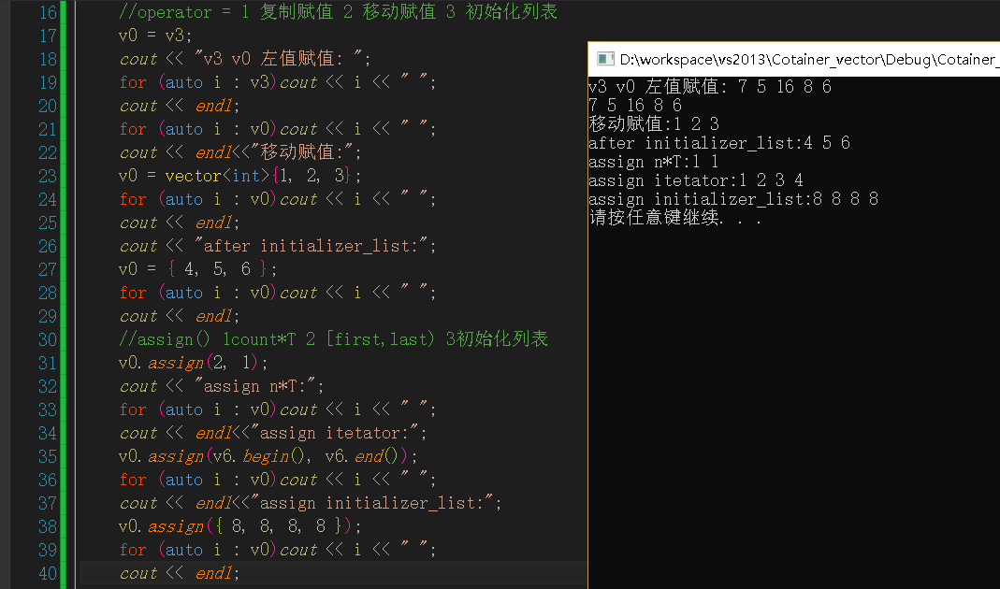 16 //operator = 1 复制赋值 2 移动赋值 3 初始化列表
17 v0 = v3;
18 cout << "v3 v0 左值赋值: ";
19 for (auto i : v3)cout << i << " ";
20 cout << endl;
21 for (auto i : v0)cout << i << " ";
22 cout << endl<<"移动赋值:";
23 v0 = vector<int>{1, 2, 3};
24 for (auto i : v0)cout << i << " ";
25 cout << endl;
26 cout << "after initializer_list:";
27 v0 = { 4, 5, 6 };
28 for (auto i : v0)cout << i << " ";
29 cout << endl;
30 //assign() 1count*T 2 [first,last) 3初始化列表
31 v0.assign(2, 1);
32 cout << "assign n*T:";
33 for (auto i : v0)cout << i << " ";
34 cout << endl<<"assign itetator:";
35 v0.assign(v6.begin(), v6.end());
36 for (auto i : v0)cout << i << " ";
37 cout << endl<<"assign initializer_list:";
38 v0.assign({ 8, 8, 8, 8 });
39 for (auto i : v0)cout << i << " ";
40 cout << endl;
D:\workspace\vs2013\Cotainer_vector\Debug\Cotainer_
v3 v0 左值赋值: 7 5 16 8 6
7 5 16 8 6
移动赋值:1 2 3
after initializer_list:4 5 6
assign n*T:1 1
assign itetator:1 2 3 4
assign initializer_list:8 8 8 8
请按任意键继续. . .